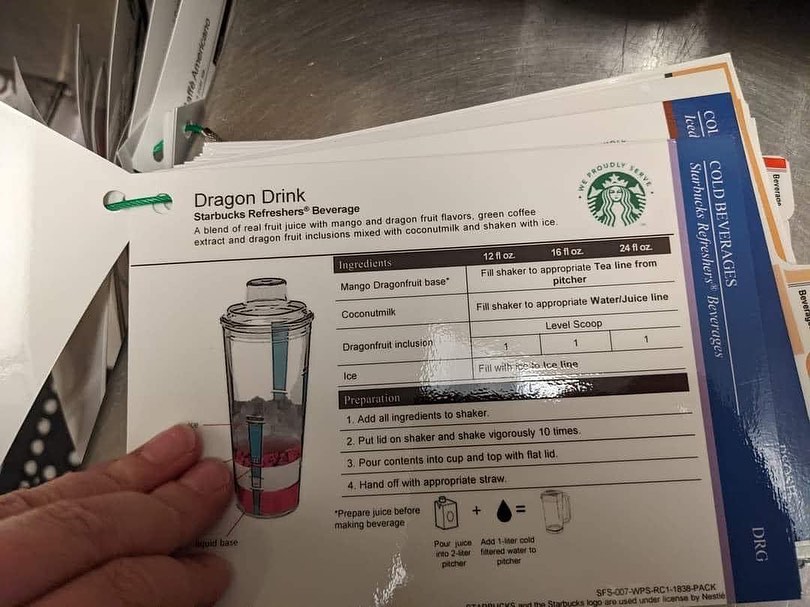 affè Americano
Dragon Drink
Starbucks Refreshers® Beverage
A blend of real fruit juice with mango and dragon fruit flavors, green coffee
extract and dragon fruit inclusions mixed with coconutmilk and shaken with ice.
WE PROUDLY SERVE
Ingredients 12 fl oz. 16 fl oz. 24 fl oz.
Mango Dragonfruit base* Fill shaker to appropriate Tea line from
pitcher
Coconutmilk Fill shaker to appropriate Water/Juice line
Level Scoop
Dragonfruit inclusion 1 1 1
Ice Fill with ice to Ice line
Preparation
1. Add all ingredients to shaker.
2. Put lid on shaker and shake vigorously 10 times.
3. Pour contents into cup and top with flat lid.
4. Hand off with appropriate straw.
ice
liquid base
*Prepare juice before
making beverage
+ =
Pour juice
into 2-liter
pitcher
Add 1-liter cold
filtered water to
pitcher
SFS-007-WPS-RC1-1838-PACK
STARBUCKS and the Starbucks logo are used under license by Nestlé
COLD BEVERAGES
Starbucks Refreshers® Beverages
DRG
COL
Iced
Beverage
Beverag